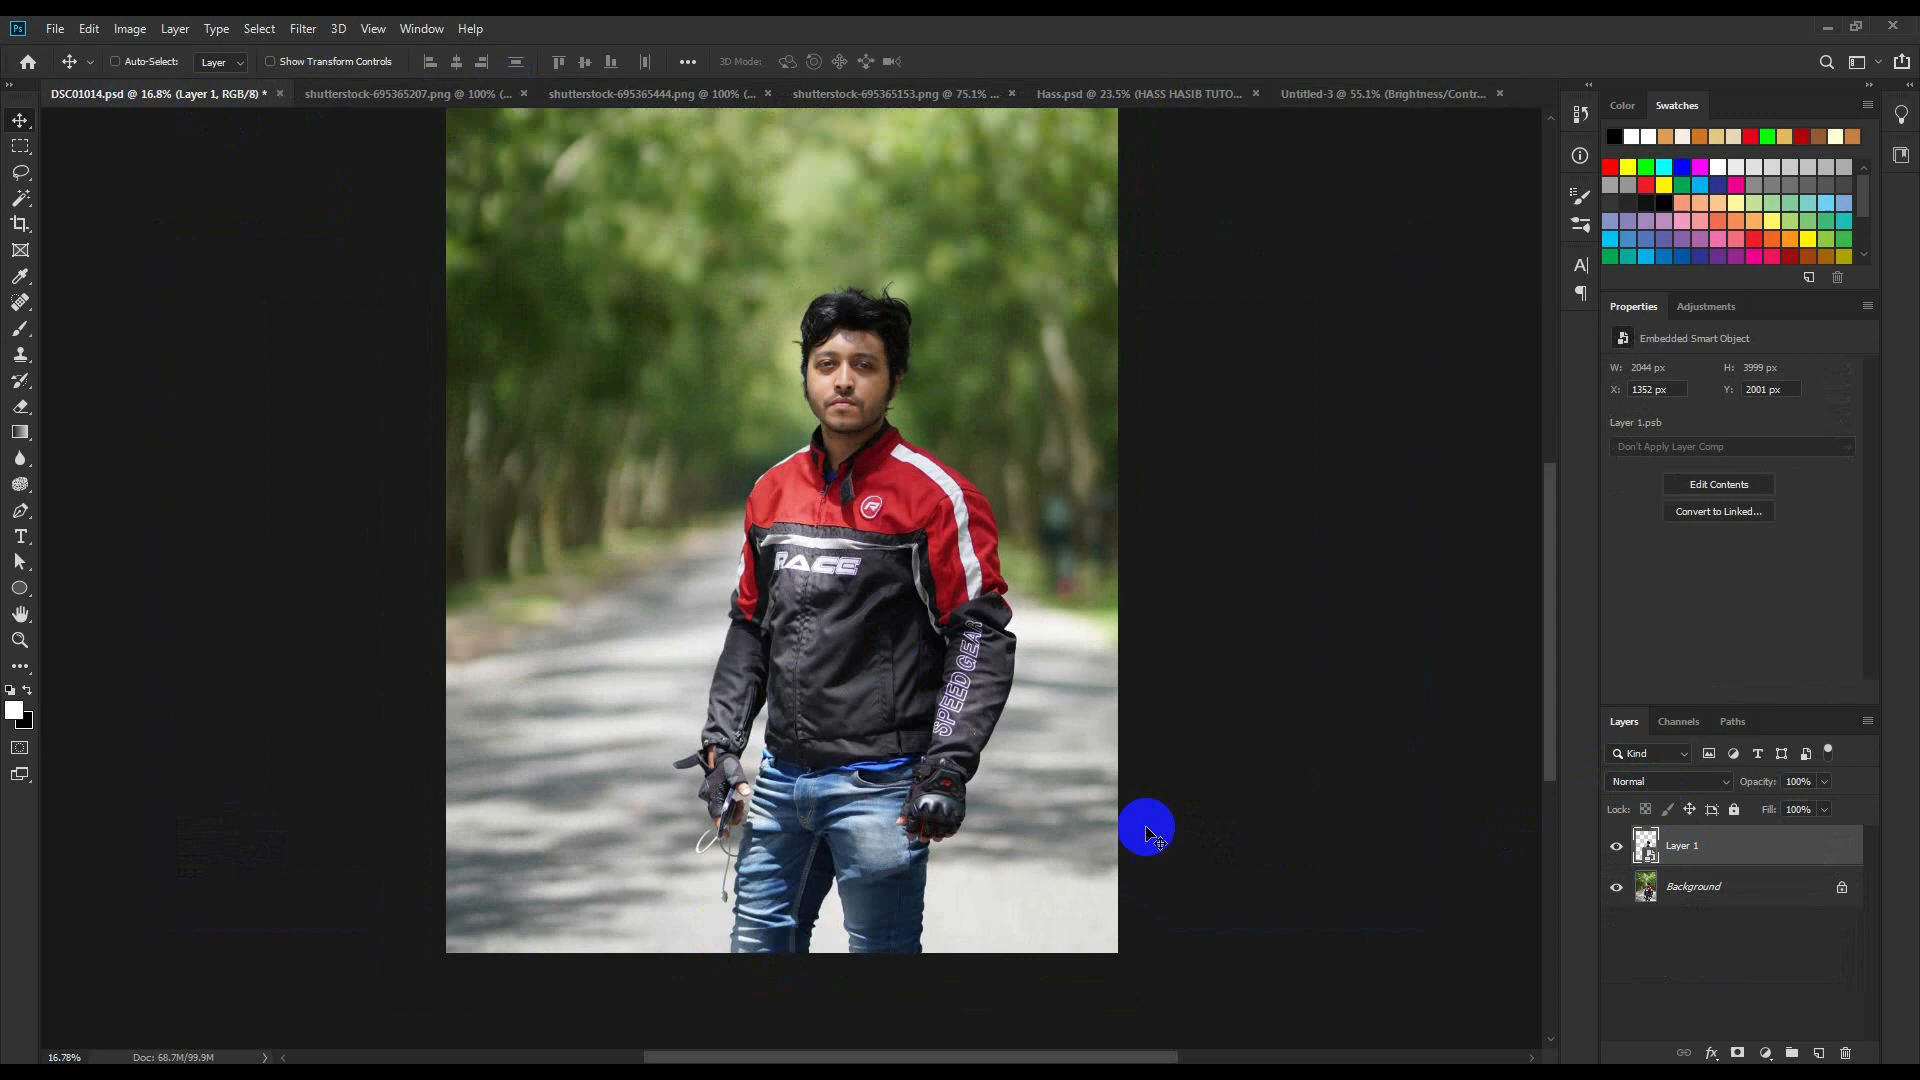 Ps File Edit Image Layer Type Select Filter 3D View Window Help
Auto-Select: Layer Show Transform Controls 3D Mode:
DSC01014.psd @ 16.8% (Layer 1, RGB/8) * shutterstock-695365207.png @ 100% (... shutterstock-695365444.png @ 100% (... shutterstock-695365153.png @ 75.1% ... Hass.psd @ 23.5% (HASS HASIB TUTO... Untitled-3 @ 55.1% (Brightness/Contr...
Color Swatches
Properties Adjustments
Embedded Smart Object
W: 2044 px H: 3999 px
X: 1352 px Y: 2001 px
Layer 1.psb
Don't Apply Layer Comp
Edit Contents
Convert to Linked...
R
RACE
SPEED GEAR
Layers Channels Paths
Kind
Normal Opacity: 100%
Lock: Fill: 100%
Layer 1
Background
16.78% Doc: 68.7M/99.9M